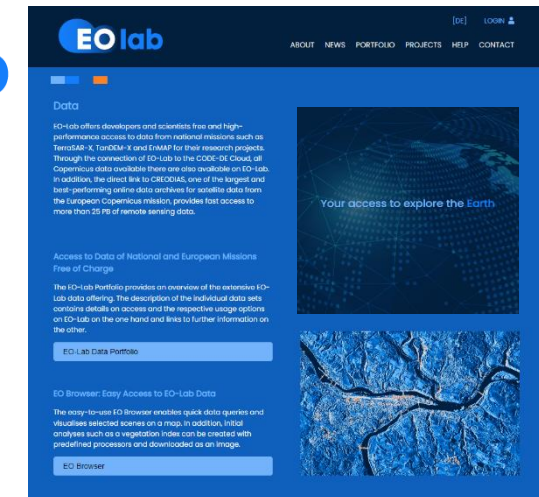 [DE] LOGIN
EO lab
ABOUT NEWS PORTFOLIO PROJECTS HELP CONTACT
Data
EO-Lab offers developers and scientists free and high-
performance access to data from national missions such as
TerraSAR-X, TanDEM-X and EnMAP for their research projects.
Through the connection of EO-Lab to the CODE-DE Cloud, all
Copernicus data available there are also available on EO-Lab.
In addition, the direct link to CREODIAS, one of the largest and
best-performing online data archives for satellite data from
the European Copernicus mission, provides fast access to
more than 25 PB of remote sensing data.
Your access to explore the Earth
Access to Data of National and European Missions
Free of Charge
The EO-Lab Portfolio provides an overview of the extensive EO-
Lab data offering. The description of the individual data sets
contains details on access and the respective usage options
on EO-Lab on the one hand and links to further information on
the other.
EO-Lab Data Portfolio
EO Browser: Easy Access to EO-Lab Data
The easy-to-use EO Browser enables quick data queries and
visualises selected scenes on a map. In addition, initial
analyses such as a vegetation index can be created with
predefined processors and downloaded as an image.
EO Browser